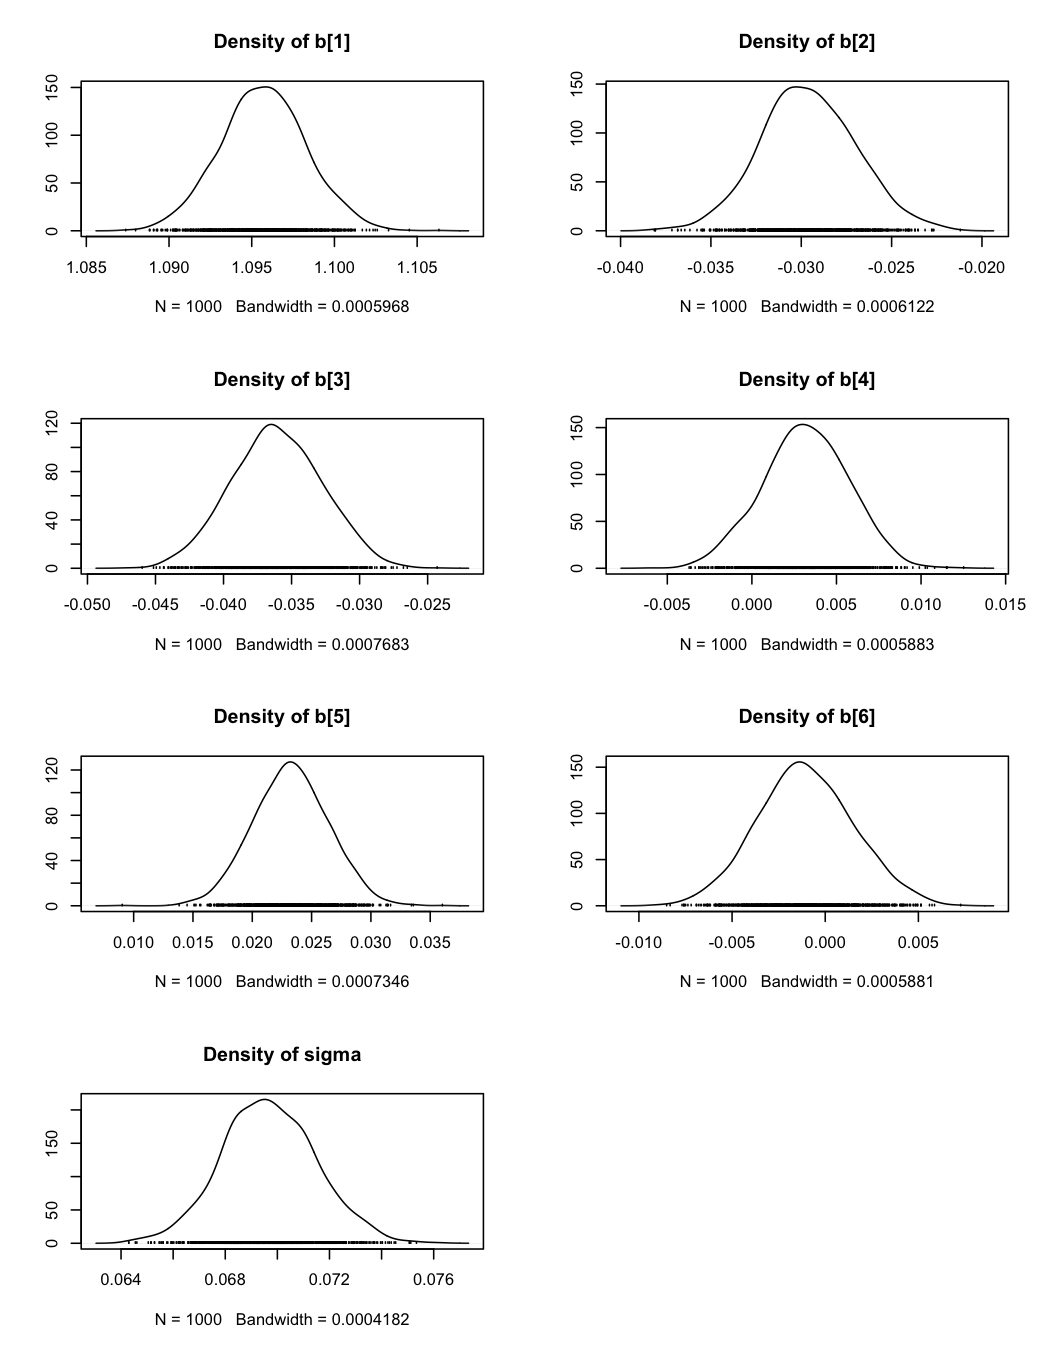 Density of b[1]
0 50 100 150
1.085 1.090 1.095 1.100 1.105
N = 1000 Bandwidth = 0.0005968
Density of b[2]
0 50 100 150
-0.040 -0.035 -0.030 -0.025 -0.020
N = 1000 Bandwidth = 0.0006122
Density of b[3]
0 40 80 120
-0.050 -0.045 -0.040 -0.035 -0.030 -0.025
N = 1000 Bandwidth = 0.0007683
Density of b[4]
0 50 100 150
-0.005 0.000 0.005 0.010 0.015
N = 1000 Bandwidth = 0.0005883
Density of b[5]
0 40 80 120
0.010 0.015 0.020 0.025 0.030 0.035
N = 1000 Bandwidth = 0.0007346
Density of b[6]
0 50 100 150
-0.010 -0.005 0.000 0.005
N = 1000 Bandwidth = 0.0005881
Density of sigma
0 50 150
0.064 0.068 0.072 0.076
N = 1000 Bandwidth = 0.0004182